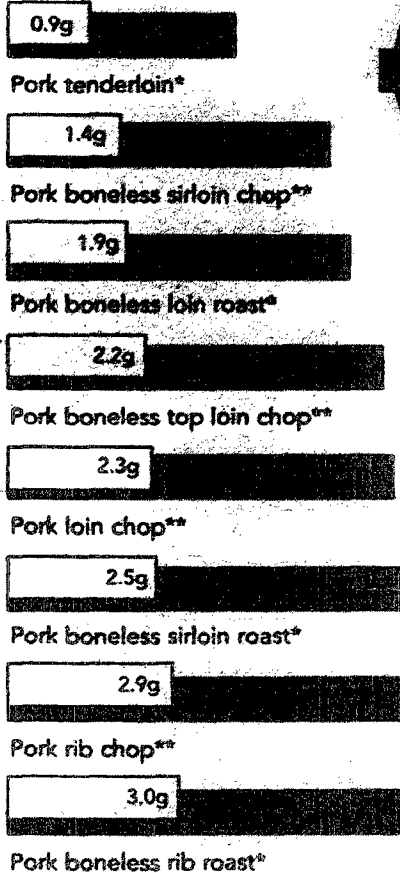 0.9g
Pork tenderloin*
1.4g
Pork boneless sirloin chop**
1.9g
Pork boneless loin roast*
2.2g
Pork boneless top loin chop**
2.3g
Pork loin chop**
2.5g
Pork boneless sirloin roast*
2.9g
Pork rib chop**
3.0g
Pork boneless rib roast*